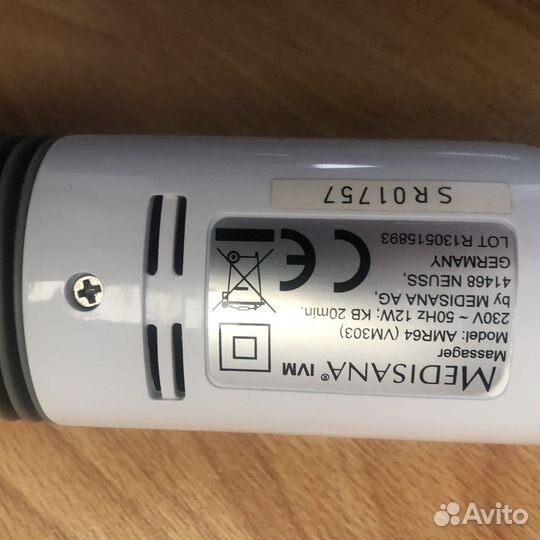 MEDISANA® IVM
Massager
Model: AMR64 (VM303)
230V ~ 50Hz 12W; KB 20min.
by MEDISANA AG,
41468 NEUSS,
GERMANY
LOT R130515893
CE
SR01757
Avito